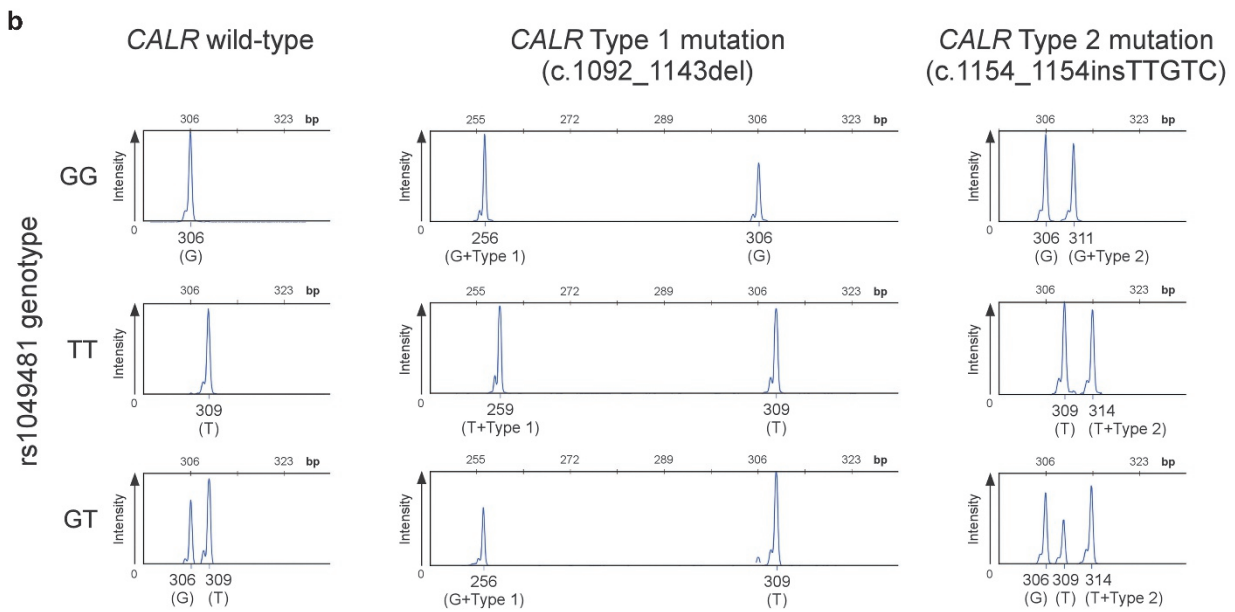 b
CALR wild-type
CALR Type 1 mutation
(c.1092_1143del)
CALR Type 2 mutation
(c.1154_1154insTTGTC)
rs1049481 genotype
GG
306 323 bp
Intensity
0
306
(G)
255 272 289 306 323 bp
Intensity
0
256 306
(G+Type 1) (G)
306 323 bp
Intensity
0
306 311
(G) (G+Type 2)
TT
306 323 bp
Intensity
0
309
(T)
255 272 289 306 323 bp
Intensity
0
259 309
(T+Type 1) (T)
306 323 bp
Intensity
0
309 314
(T) (T+Type 2)
GT
306 323 bp
Intensity
0
306 309
(G) (T)
255 272 289 306 323 bp
Intensity
0
256 309
(G+Type 1) (T)
306 323 bp
Intensity
0
306 309 314
(G) (T) (T+Type 2)